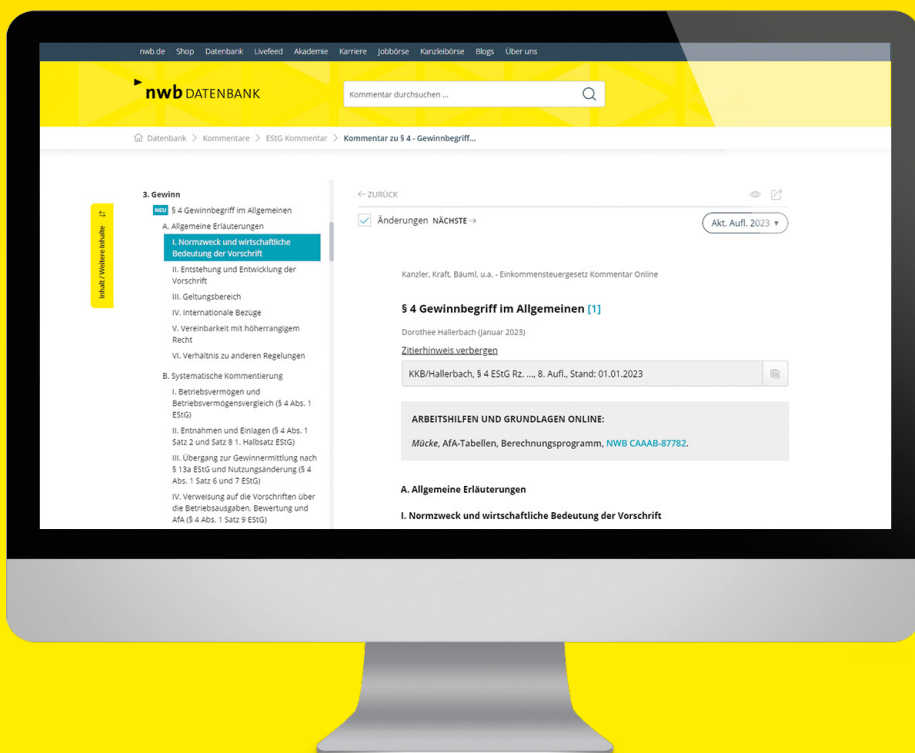 nwb.de Shop Datenbank Livefeed Akademie Karriere Jobbörse Kanzleibörse Blogs Über uns
nwb DATENBANK
Kommentar durchsuchen ...
Datenbank > Kommentare > EStG Kommentar > Kommentar zu § 4 - Gewinnbegriff...
Inhalt / Weitere Inhalte
3. Gewinn
NEU § 4 Gewinnbegriff im Allgemeinen
A. Allgemeine Erläuterungen
I. Normzweck und wirtschaftliche
Bedeutung der Vorschrift
II. Entstehung und Entwicklung der
Vorschrift
III. Geltungsbereich
IV. Internationale Bezüge
V. Vereinbarkeit mit höherrangigem
Recht
VI. Verhältnis zu anderen Regelungen
B. Systematische Kommentierung
I. Betriebsvermögen und
Betriebsvermögensvergleich (§ 4 Abs. 1
EStG)
II. Entnahmen und Einlagen (§ 4 Abs. 1
Satz 2 und Satz 8 1. Halbsatz EStG)
III. Übergang zur Gewinnermittlung nach
§ 13a EStG und Nutzungsänderung (§ 4
Abs. 1 Satz 6 und 7 EStG)
IV. Verweisung auf die Vorschriften über
die Betriebsausgaben, Bewertung und
AfA (§ 4 Abs. 1 Satz 9 EStG)
← ZURÜCK
Änderungen NÄCHSTE →
Akt. Aufl. 2023
Kanzler, Kraft, Bäuml, u.a. - Einkommensteuergesetz Kommentar Online
§ 4 Gewinnbegriff im Allgemeinen [1]
Dorothee Hallerbach (Januar 2023)
Zitierhinweis verbergen
KKB/Hallerbach, § 4 EStG Rz. ..., 8. Aufl., Stand: 01.01.2023
ARBEITSHILFEN UND GRUNDLAGEN ONLINE:
Mücke, AfA-Tabellen, Berechnungsprogramm, NWB CAAAB-87782.
A. Allgemeine Erläuterungen
I. Normzweck und wirtschaftliche Bedeutung der Vorschrift